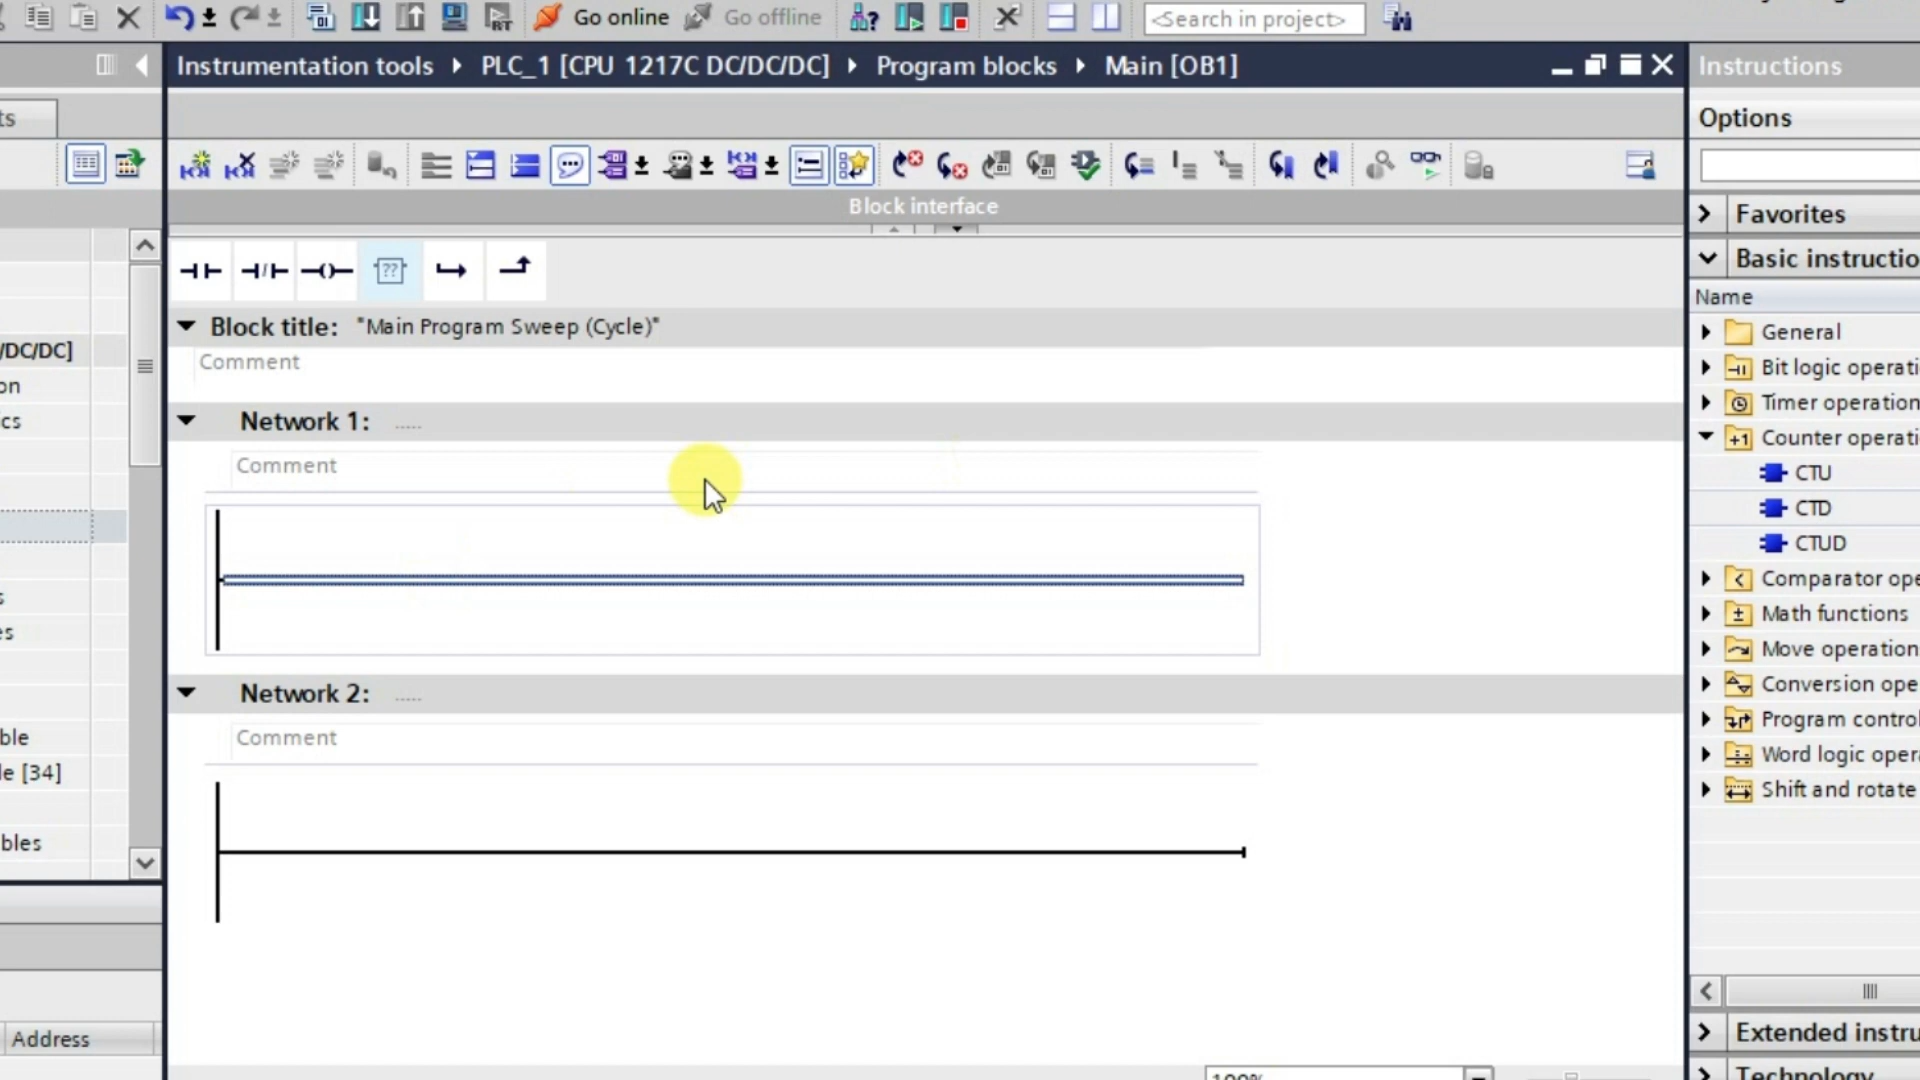 Go online Go offline <Search in project>
Instrumentation tools PLC_1 [CPU 1217C DC/DC/DC] Program blocks Main [OB1]
Instructions
ts
Options
Block interface
Favorites
Basic instructio
Name
?? 
Block title: "Main Program Sweep (Cycle)"
Comment
General
/DC/DC]
Bit logic operati
on
Timer operation
cs
Network 1: .....
Counter operati
Comment
CTU
CTD
CTUD
Comparator ope
s
Math functions
es
Move operations
Network 2: .....
Conversion ope
Comment
Program control
ble
Word logic opera
le [34]
Shift and rotate
bles
Extended instru
Address
Technology
100%